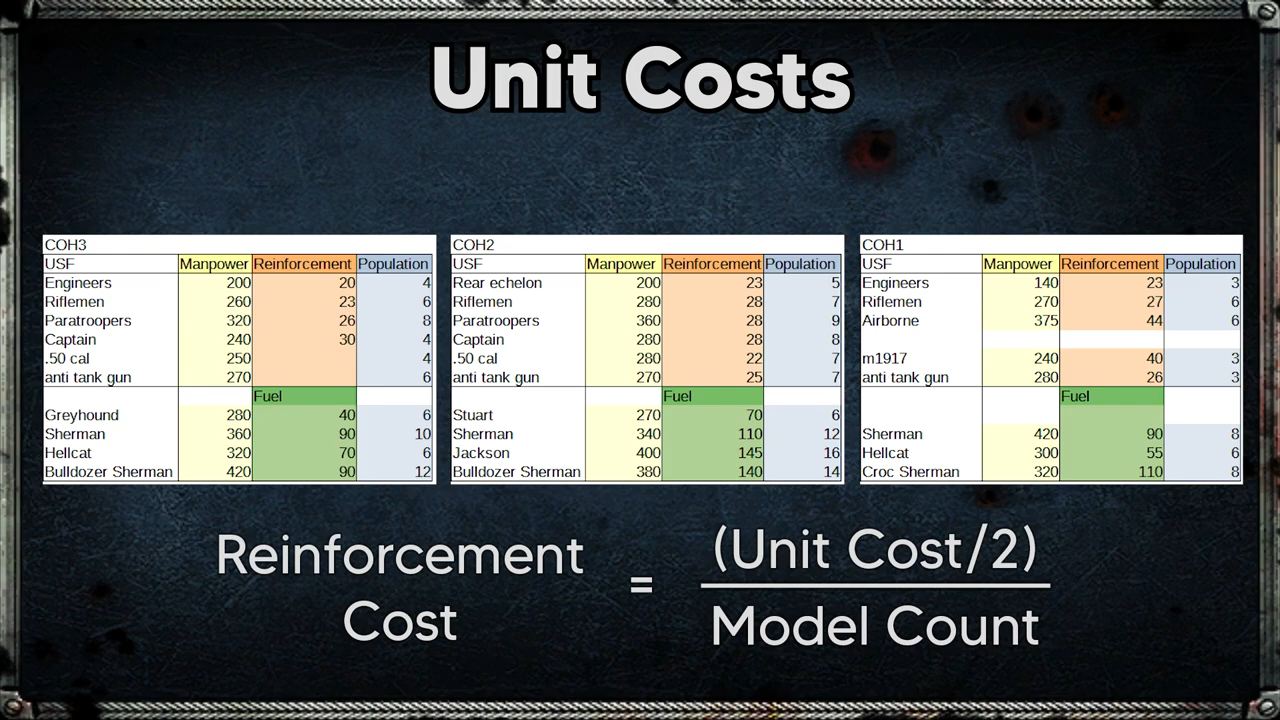 Unit Costs
COH3
USF Manpower Reinforcement Population
Engineers 200 20 4
Riflemen 260 23 6
Paratroopers 320 26 8
Captain 240 30 4
.50 cal 250 4
anti tank gun 270 6
Fuel
Greyhound 280 40 6
Sherman 360 90 10
Hellcat 320 70 6
Bulldozer Sherman 420 90 12
COH2
USF Manpower Reinforcement Population
Rear echelon 200 23 5
Riflemen 280 28 7
Paratroopers 360 28 9
Captain 280 28 8
.50 cal 280 22 7
anti tank gun 270 25 7
Fuel
Stuart 270 70 6
Sherman 340 110 12
Jackson 400 145 16
Bulldozer Sherman 380 140 14
COH1
USF Manpower Reinforcement Population
Engineers 140 23 3
Riflemen 270 27 6
Airborne 375 44 6
m1917 240 40 3
anti tank gun 280 26 3
Fuel
Sherman 420 90 8
Hellcat 300 55 6
Croc Sherman 320 110 8
Reinforcement
Cost
=
(Unit Cost/2)
Model Count